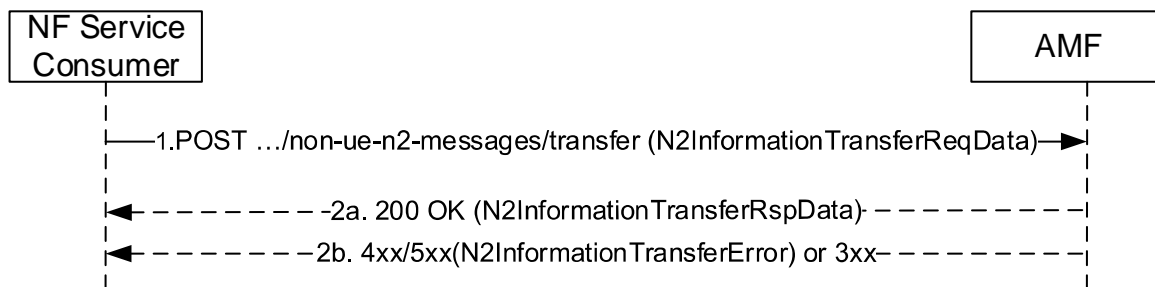 NF Service
Consumer
AMF
1.POST …/non-ue-n2-messages/transfer (N2InformationTransferReqData)
2a. 200 OK (N2InformationTransferRspData)
2b. 4xx/5xx(N2InformationTransferError) or 3xx